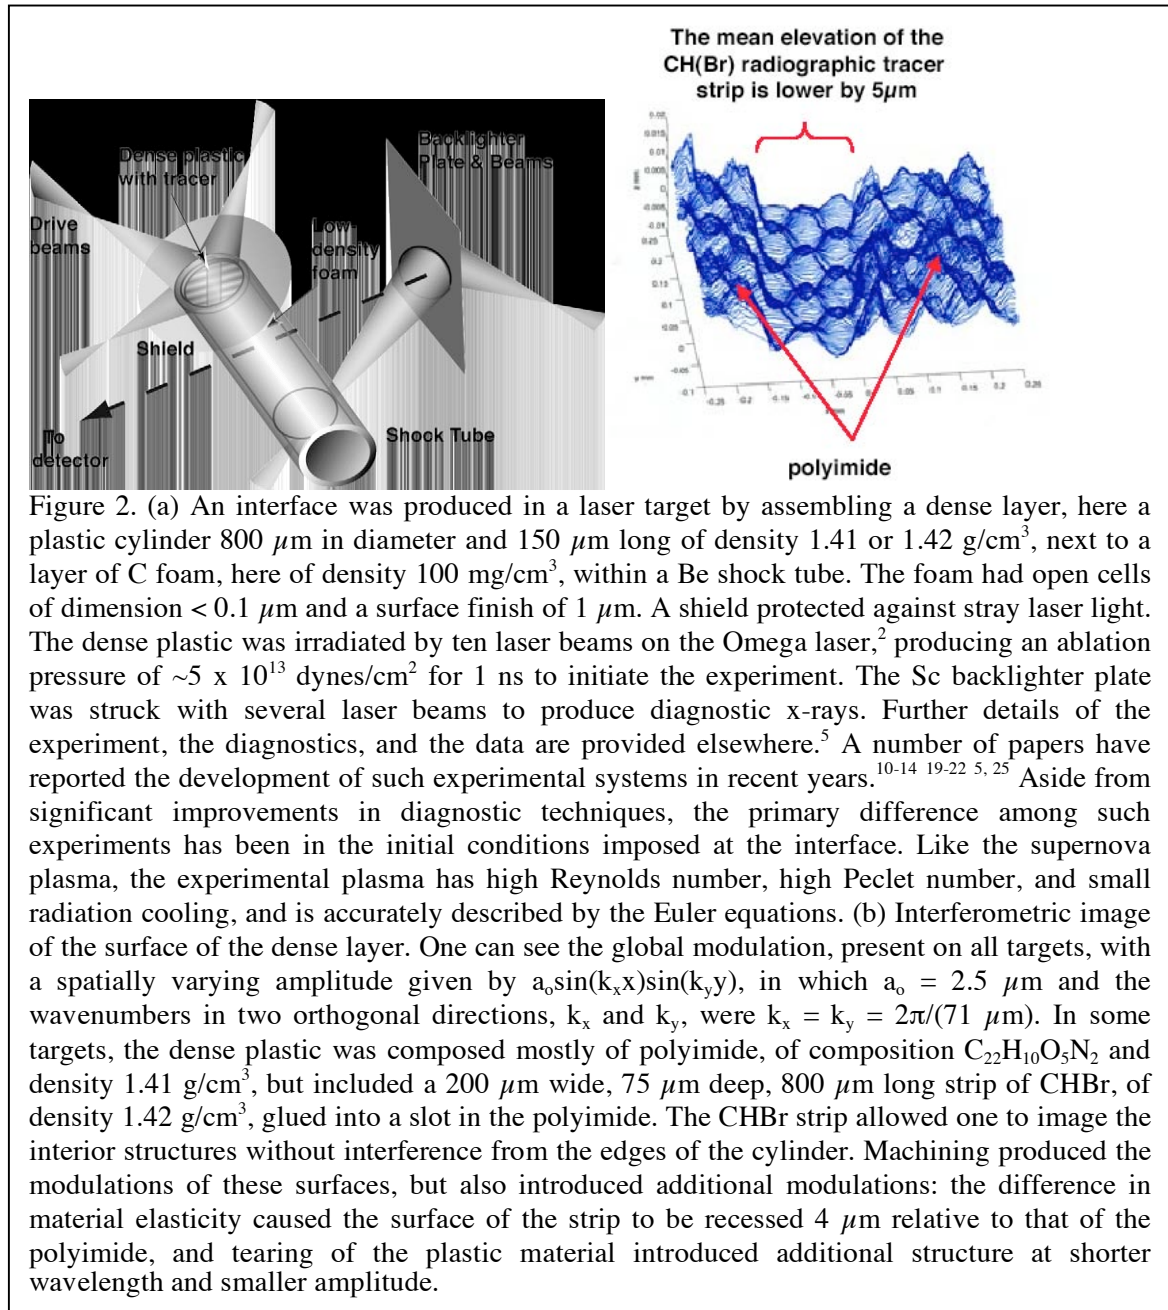 The mean elevation of the
CH(Br) radiographic tracer
strip is lower by 5µm
Dense plastic
with tracer
Backlighter
Plate & Beams
Drive
beams
Low-
density
foam
Shield
To
detector
Shock Tube
polyimide
Figure 2. (a) An interface was produced in a laser target by assembling a dense layer, here a
plastic cylinder 800 µm in diameter and 150 µm long of density 1.41 or 1.42 g/cm³, next to a
layer of C foam, here of density 100 mg/cm³, within a Be shock tube. The foam had open cells
of dimension < 0.1 µm and a surface finish of 1 µm. A shield protected against stray laser light.
The dense plastic was irradiated by ten laser beams on the Omega laser,² producing an ablation
pressure of ~5 x 10¹³ dynes/cm² for 1 ns to initiate the experiment. The Sc backlighter plate
was struck with several laser beams to produce diagnostic x-rays. Further details of the
experiment, the diagnostics, and the data are provided elsewhere.⁵ A number of papers have
reported the development of such experimental systems in recent years.¹⁰⁻¹⁴ ¹⁹⁻²² ⁵, ²⁵ Aside from
significant improvements in diagnostic techniques, the primary difference among such
experiments has been in the initial conditions imposed at the interface. Like the supernova
plasma, the experimental plasma has high Reynolds number, high Peclet number, and small
radiation cooling, and is accurately described by the Euler equations. (b) Interferometric image
of the surface of the dense layer. One can see the global modulation, present on all targets, with
a spatially varying amplitude given by aₒsin(kₓx)sin(k_yy), in which aₒ = 2.5 µm and the
wavenumbers in two orthogonal directions, kₓ and k_y, were kₓ = k_y = 2π/(71 µm). In some
targets, the dense plastic was composed mostly of polyimide, of composition C₂₂H₁₀O₅N₂ and
density 1.41 g/cm³, but included a 200 µm wide, 75 µm deep, 800 µm long strip of CHBr, of
density 1.42 g/cm³, glued into a slot in the polyimide. The CHBr strip allowed one to image the
interior structures without interference from the edges of the cylinder. Machining produced the
modulations of these surfaces, but also introduced additional modulations: the difference in
material elasticity caused the surface of the strip to be recessed 4 µm relative to that of the
polyimide, and tearing of the plastic material introduced additional structure at shorter
wavelength and smaller amplitude.